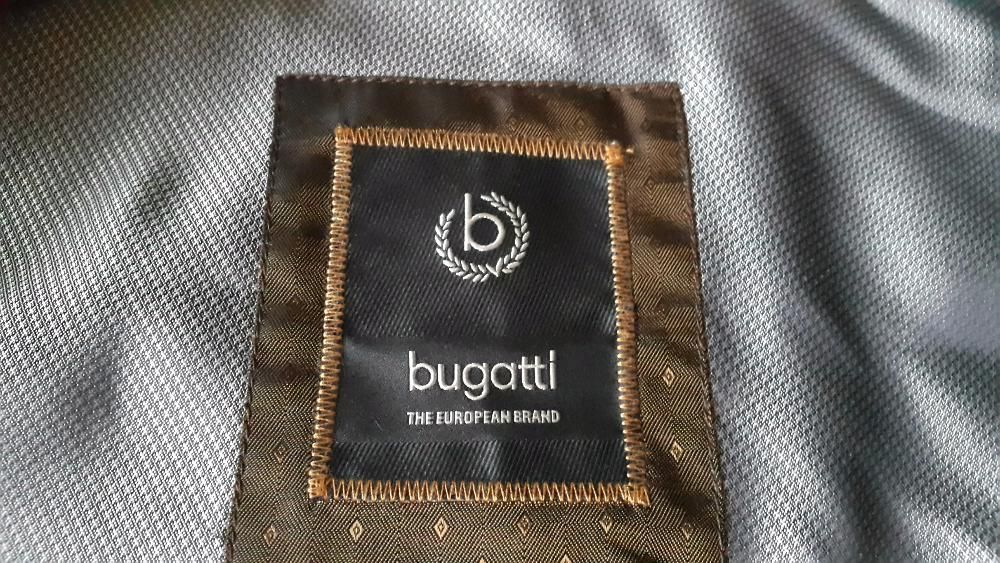 b
bugatti
THE EUROPEAN BRAND